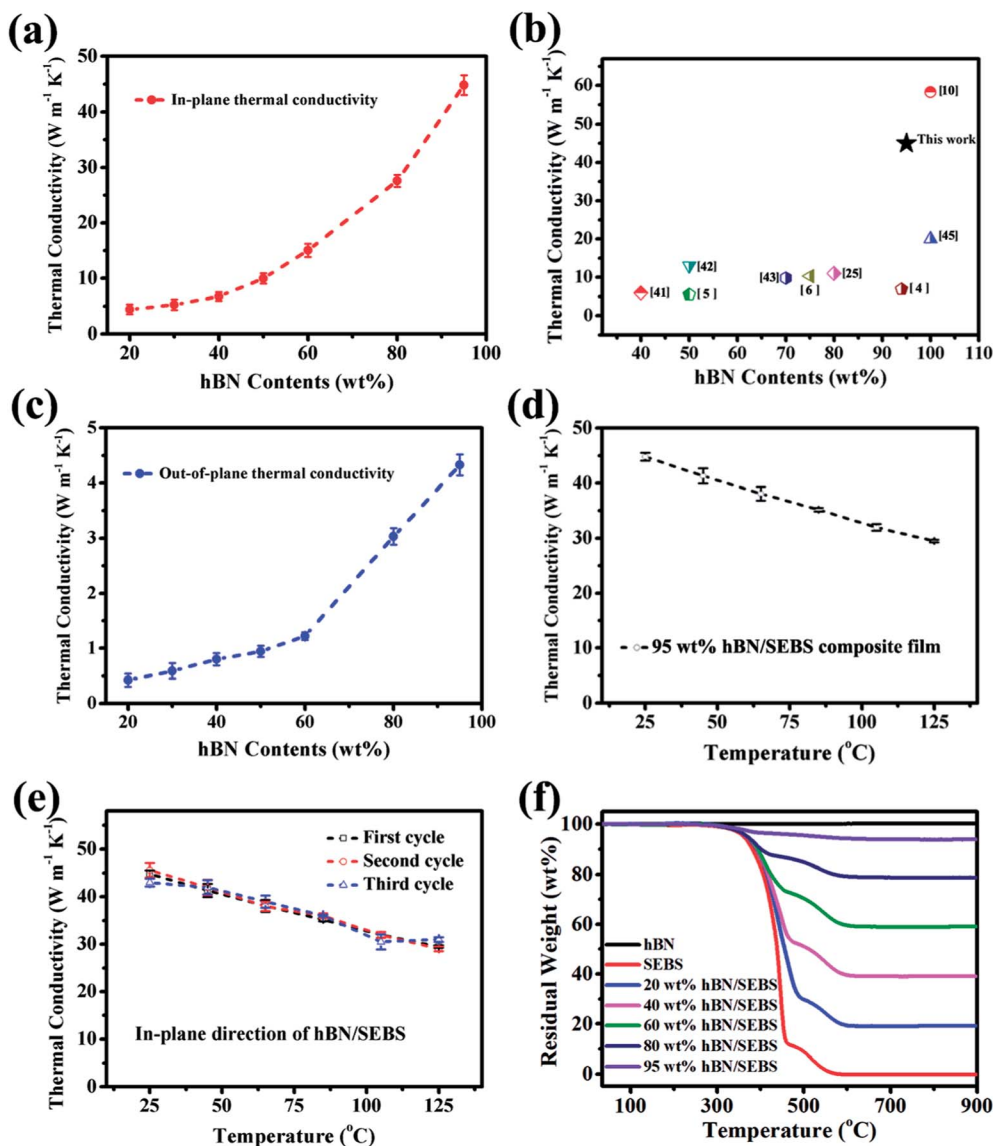 (a)
Thermal Conductivity (W m⁻¹ K⁻¹)
50
40
30
20
10
0
In-plane thermal conductivity
20 40 60 80 100
hBN Contents (wt%)
(b)
Thermal Conductivity (W m⁻¹ K⁻¹)
60
50
40
30
20
10
0
[10]
This work
[45]
[42]
[43]
[25]
[41]
[ 5 ]
[ 6 ]
[ 4 ]
40 50 60 70 80 90 100 110
hBN Contents (wt%)
(c)
Thermal Conductivity (W m⁻¹ K⁻¹)
5
4
3
2
1
0
Out-of-plane thermal conductivity
20 40 60 80 100
hBN Contents (wt%)
(d)
Thermal Conductivity (W m⁻¹ K⁻¹)
50
40
30
20
10
0
95 wt% hBN/SEBS composite film
25 50 75 100 125
Temperature (°C)
(e)
Thermal Conductivity (W m⁻¹ K⁻¹)
50
40
30
20
10
0
First cycle
Second cycle
Third cycle
In-plane direction of hBN/SEBS
25 50 75 100 125
Temperature (°C)
(f)
Residual Weight (wt%)
100
80
60
40
20
0
hBN
SEBS
20 wt% hBN/SEBS
40 wt% hBN/SEBS
60 wt% hBN/SEBS
80 wt% hBN/SEBS
95 wt% hBN/SEBS
100 300 500 700 900
Temperature (°C)